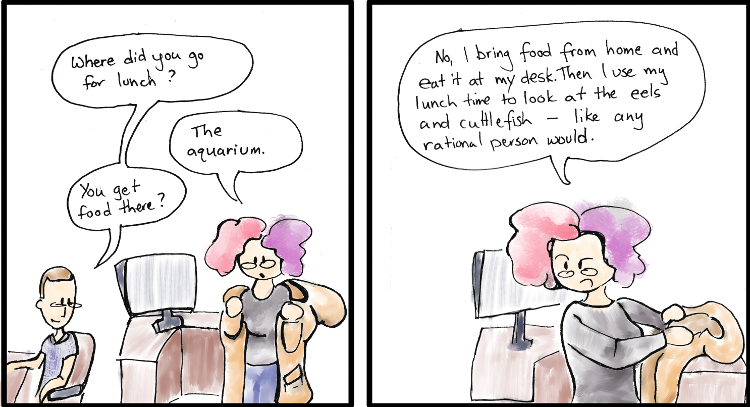 Where did you go
for lunch?
The
aquarium.
You get
food there?
No, I bring food from home and
eat it at my desk. Then I use my
lunch time to look at the eels
and cuttlefish – like any
rational person would.